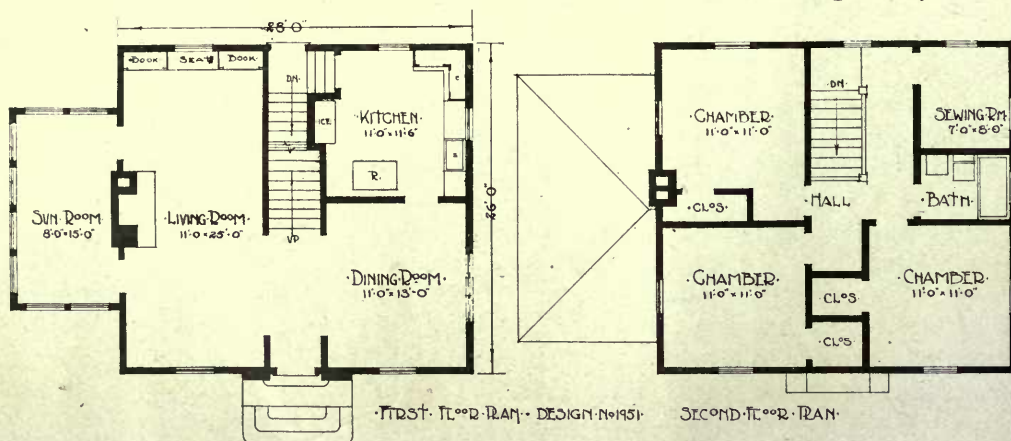 28'-0"
·BOOK· SEAT ·BOOK·
DN.
C
·KITCHEN·
11'-0"×11'-6"
ICE
B
R.
26'-0"
·SUN·ROOM·
8'-0"×15'-0"
·LIVING·ROOM·
11'-0×25'-0"
UP
·DINING·ROOM·
11'-0"×13'-0"
·FIRST·FLOOR·PLAN·· DESIGN·No1951·
·CHAMBER·
11'-0"×11'-0"
·DN·
SEWING·RM.
7'-0"×8'-0"
·CLOS·
·HALL·
·BATH·
·CHAMBER·
11'-0"×11'-0"
·CLOS·
·CLOS
·CHAMBER·
11'-0"×11'-0"
SECOND·FLOOR·PLAN·